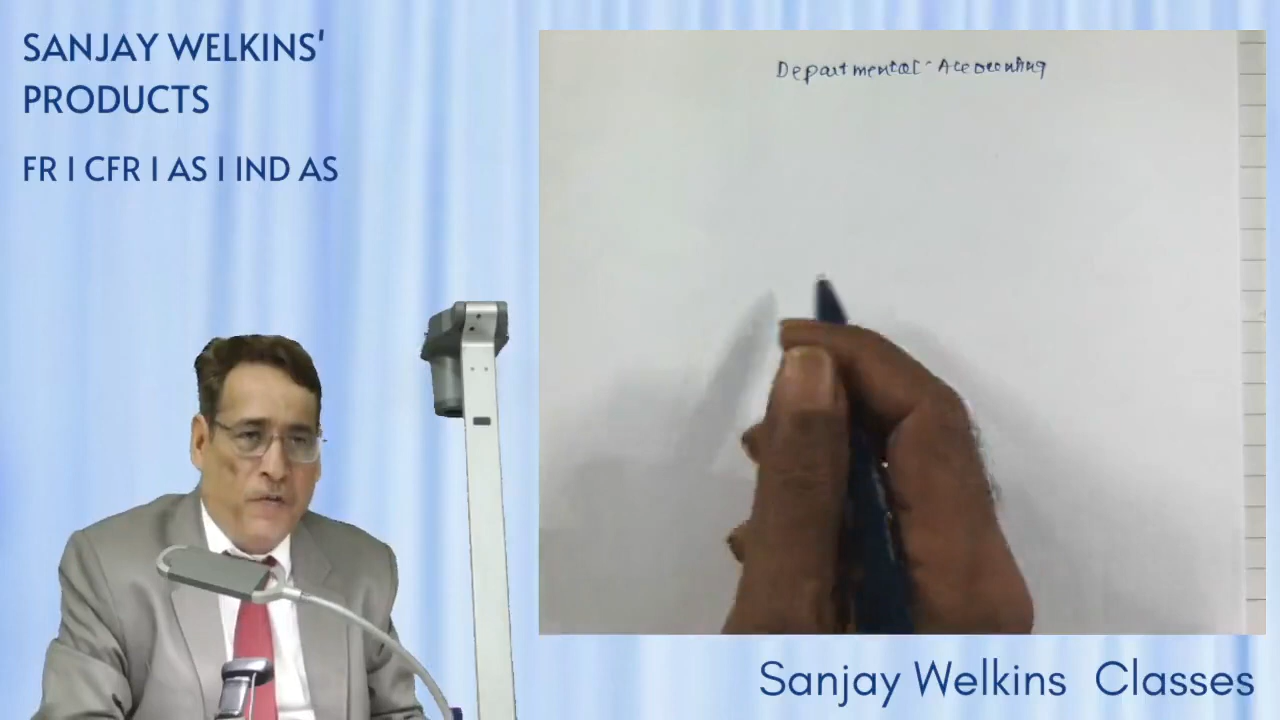 SANJAY WELKINS'
PRODUCTS
FR I CFR I AS I IND AS
Departmental - Accounting
Sanjay Welkins Classes